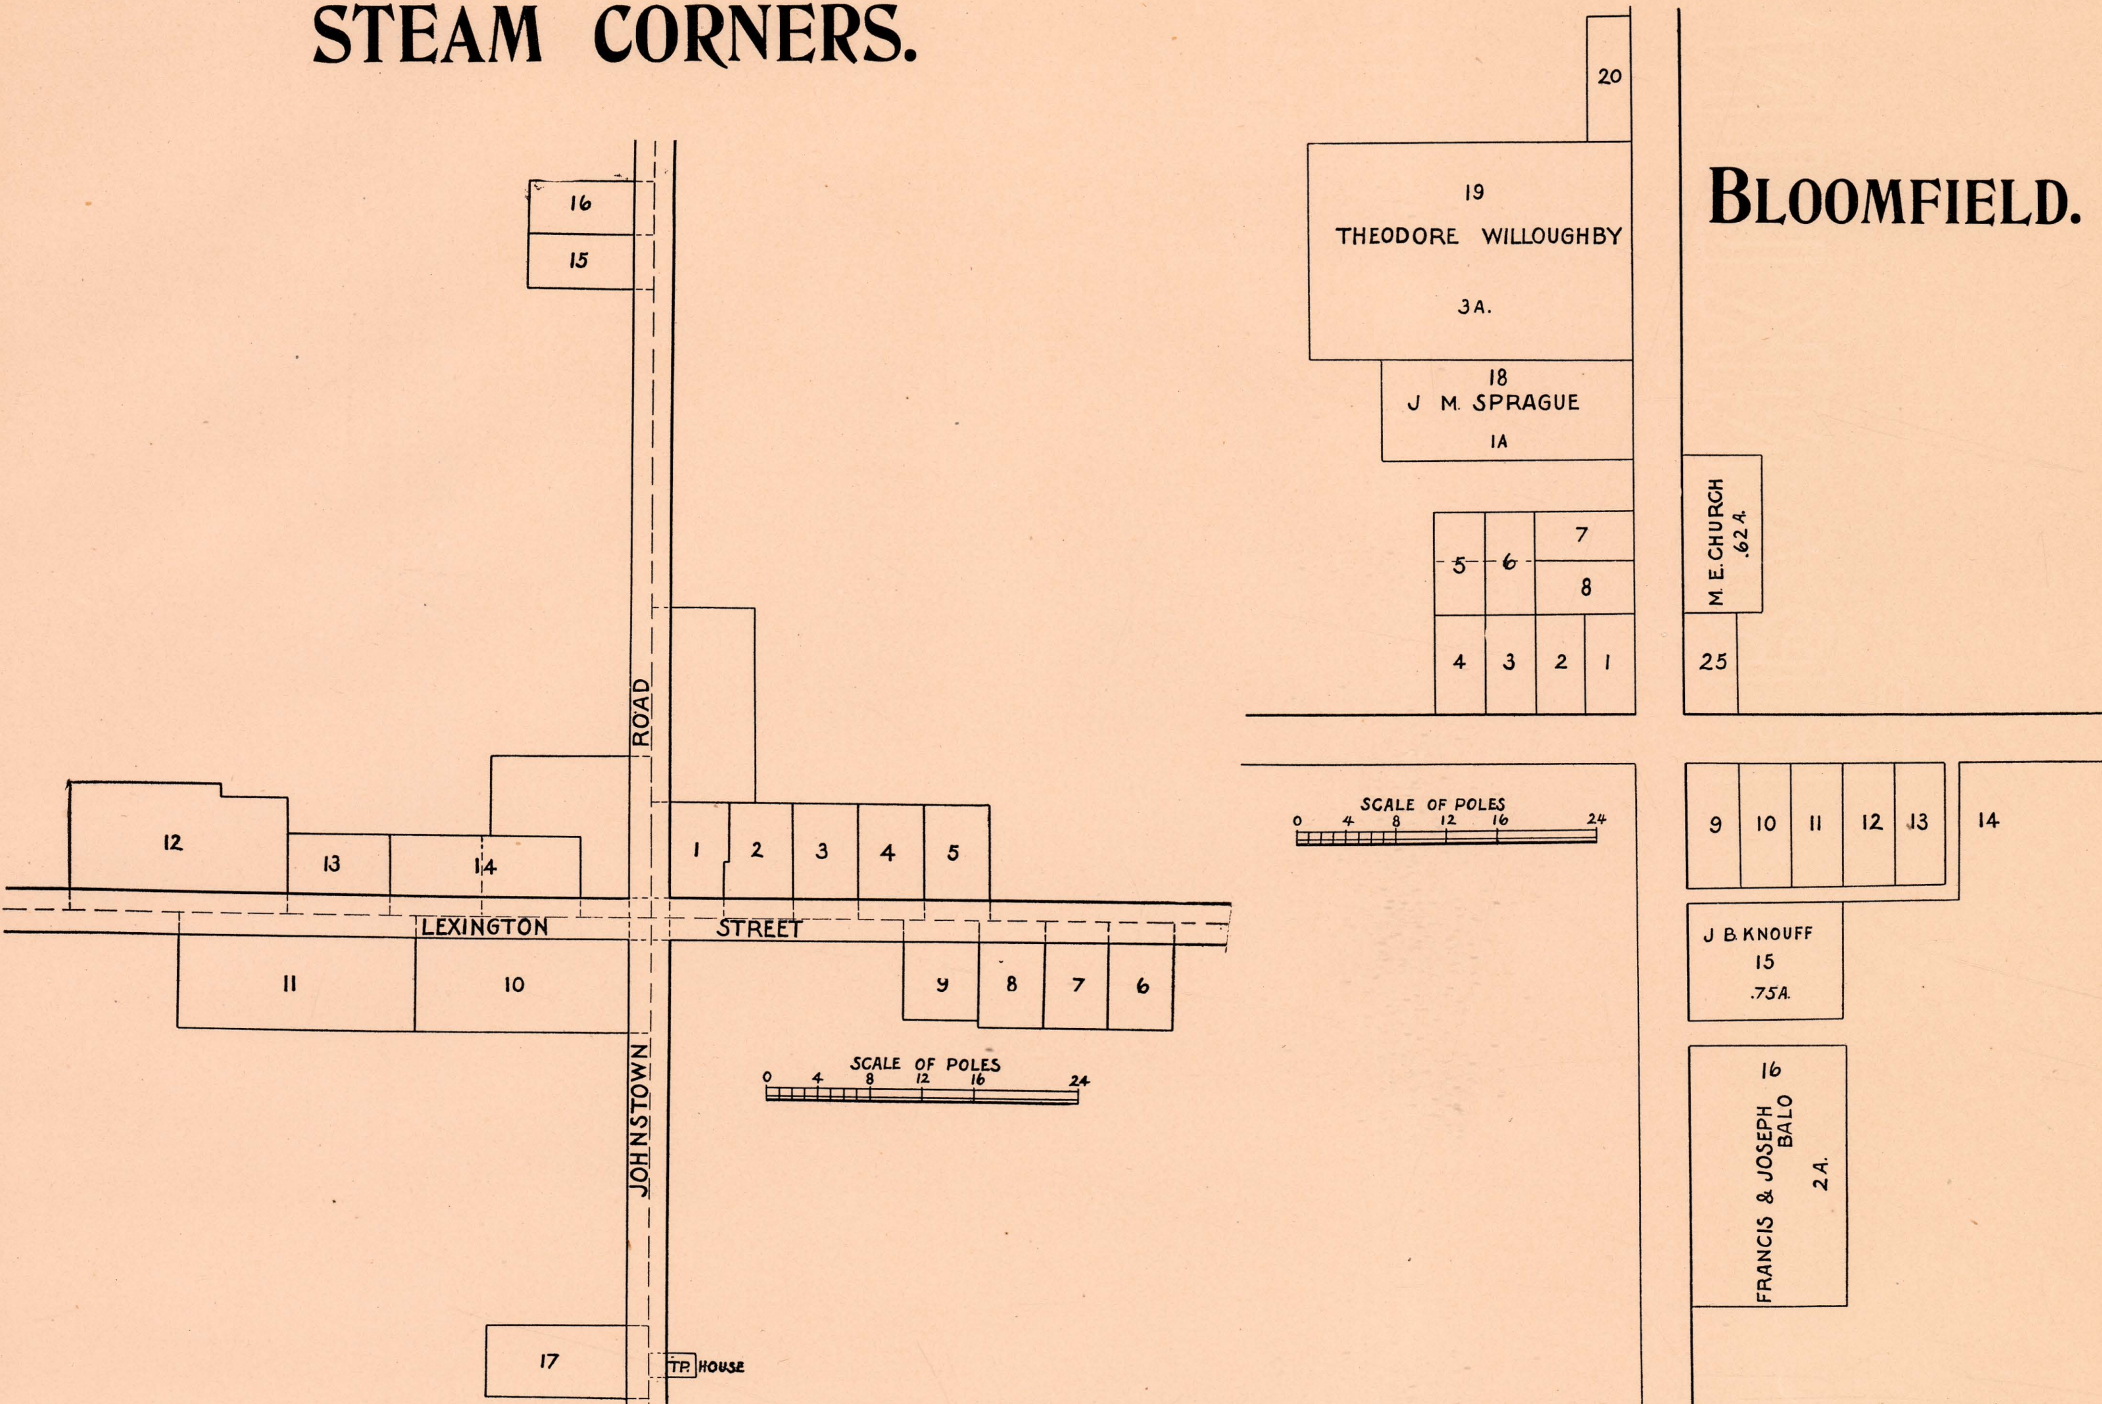 STEAM CORNERS.
16
15
ROAD
12
13
14
1
2
3
4
5
LEXINGTON STREET
11
10
9
8
7
6
JOHNSTOWN
SCALE OF POLES
0 4 8 12 16 24
17
TP. HOUSE
BLOOMFIELD.
20
19
THEODORE WILLOUGHBY
3A.
18
J M. SPRAGUE
1A
M. E. CHURCH
.62 A.
5
6
7
8
4
3
2
1
25
SCALE OF POLES
0 4 8 12 16 24
9
10
11
12
13
14
J B. KNOUFF
15
.75A.
16
FRANCIS & JOSEPH
BALO
2 A.